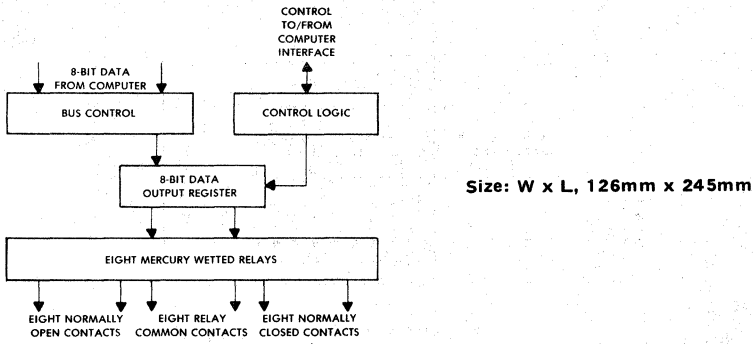 CONTROL
TO/FROM
COMPUTER
INTERFACE
8-BIT DATA
FROM COMPUTER
BUS CONTROL
CONTROL LOGIC
8-BIT DATA
OUTPUT REGISTER
Size: W x L, 126mm x 245mm
EIGHT MERCURY WETTED RELAYS
EIGHT NORMALLY
OPEN CONTACTS
EIGHT RELAY
COMMON CONTACTS
EIGHT NORMALLY
CLOSED CONTACTS